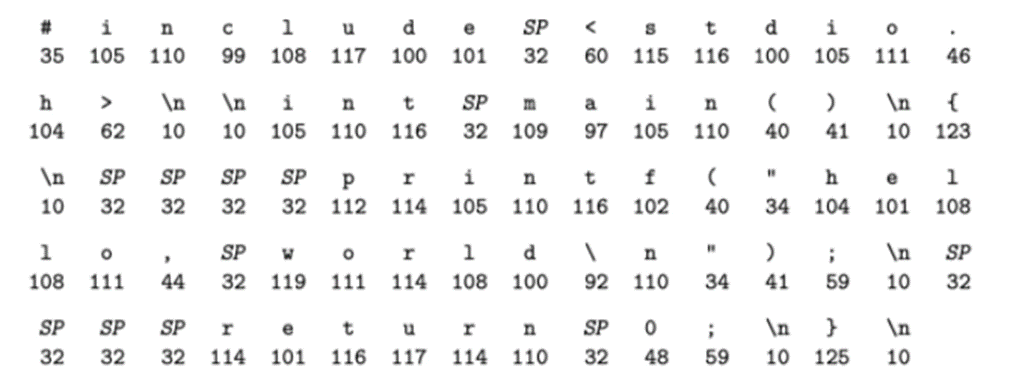 # i n c l u d e SP < s t d i o .
35 105 110 99 108 117 100 101 32 60 115 116 100 105 111 46
h > \n \n i n t SP m a i n ( ) \n {
104 62 10 10 105 110 116 32 109 97 105 110 40 41 10 123
\n SP SP SP SP p r i n t f ( " h e l
10 32 32 32 32 112 114 105 110 116 102 40 34 104 101 108
l o , SP w o r l d \ n " ) ; \n SP
108 111 44 32 119 111 114 108 100 92 110 34 41 59 10 32
SP SP SP r e t u r n SP 0 ; \n } \n
32 32 32 114 101 116 117 114 110 32 48 59 10 125 10